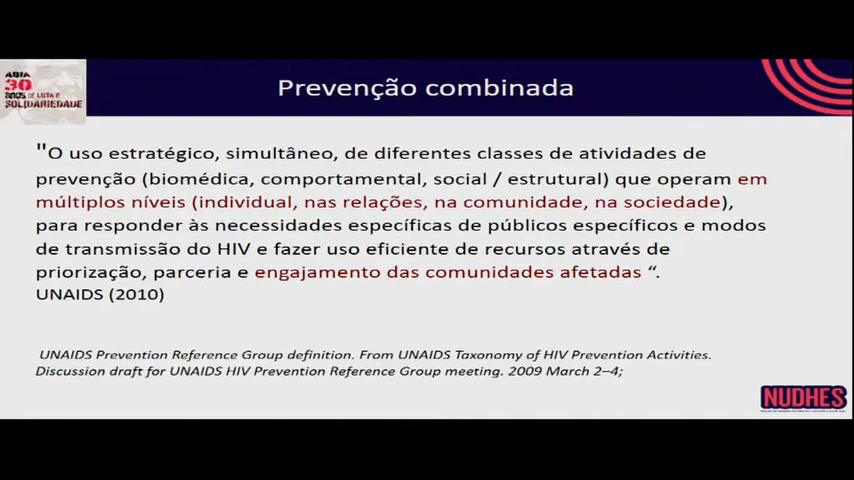 ABIA
30
anos DE LUTA E
SOLIDARIEDADE
Prevenção combinada
"O uso estratégico, simultâneo, de diferentes classes de atividades de
prevenção (biomédica, comportamental, social / estrutural) que operam em
múltiplos níveis (individual, nas relações, na comunidade, na sociedade),
para responder às necessidades específicas de públicos específicos e modos
de transmissão do HIV e fazer uso eficiente de recursos através de
priorização, parceria e engajamento das comunidades afetadas “.
UNAIDS (2010)
UNAIDS Prevention Reference Group definition. From UNAIDS Taxonomy of HIV Prevention Activities.
Discussion draft for UNAIDS HIV Prevention Reference Group meeting. 2009 March 2–4;
NUDHES